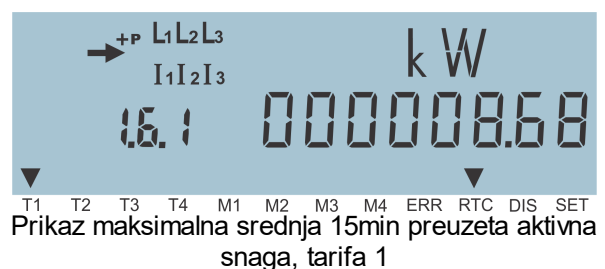 +P L1L2L3 kW
I1I2I3
1.6.1 000008.68
T1 T2 T3 T4 M1 M2 M3 M4 ERR RTC DIS SET
Prikaz maksimalna srednja 15min preuzeta aktivna
snaga, tarifa 1